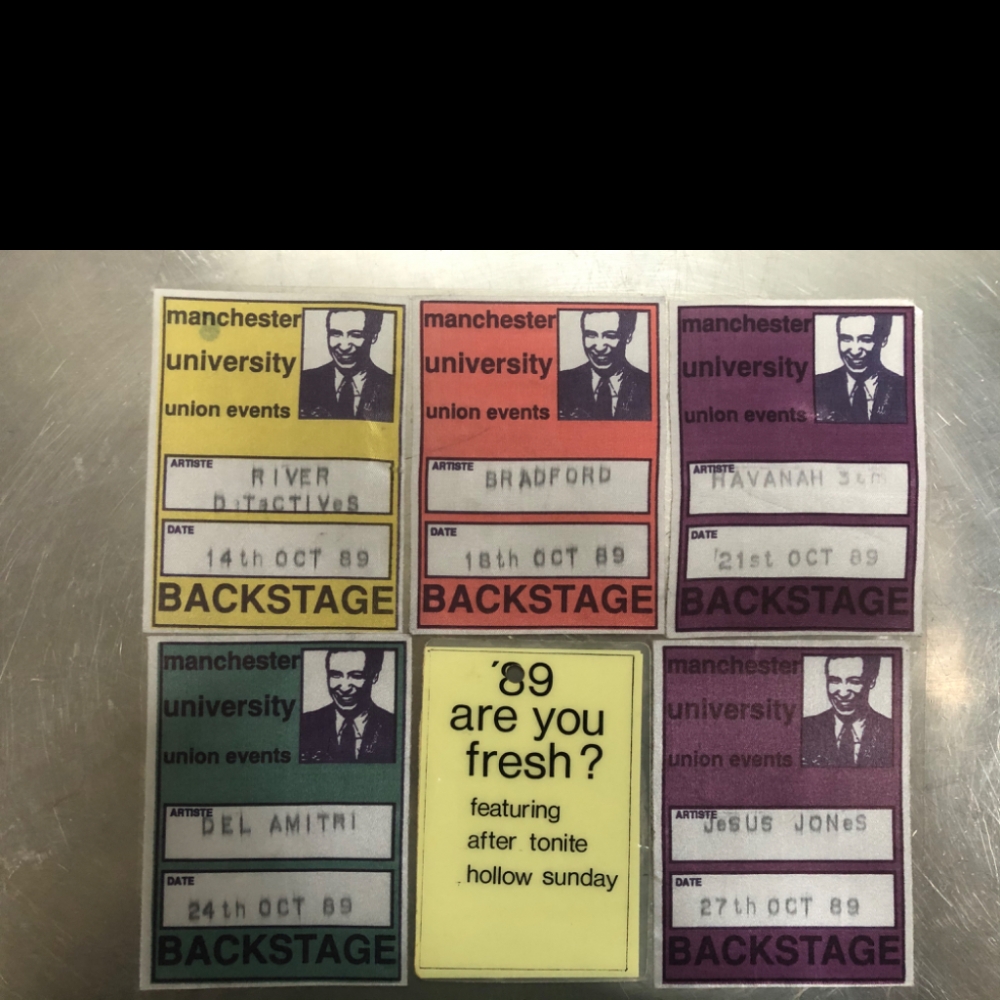 manchester
university
union events
ARTISTE
RIVER
DiTaCTIVeS
DATE
14th OCT 89
BACKSTAGE
manchester
university
union events
ARTISTE
BRADFORD
DATE
18th OCT 89
BACKSTAGE
manchester
university
union events
ARTISTE
HAVANAH
DATE
21st OCT 89
BACKSTAGE
manchester
university
union events
ARTISTE
DEL AMITRI
DATE
24th OCT 89
BACKSTAGE
'89
are you
fresh?
featuring
after tonite
hollow sunday
manchester
university
union events
ARTISTE
JeSUS JONeS
DATE
27th OCT 89
BACKSTAGE